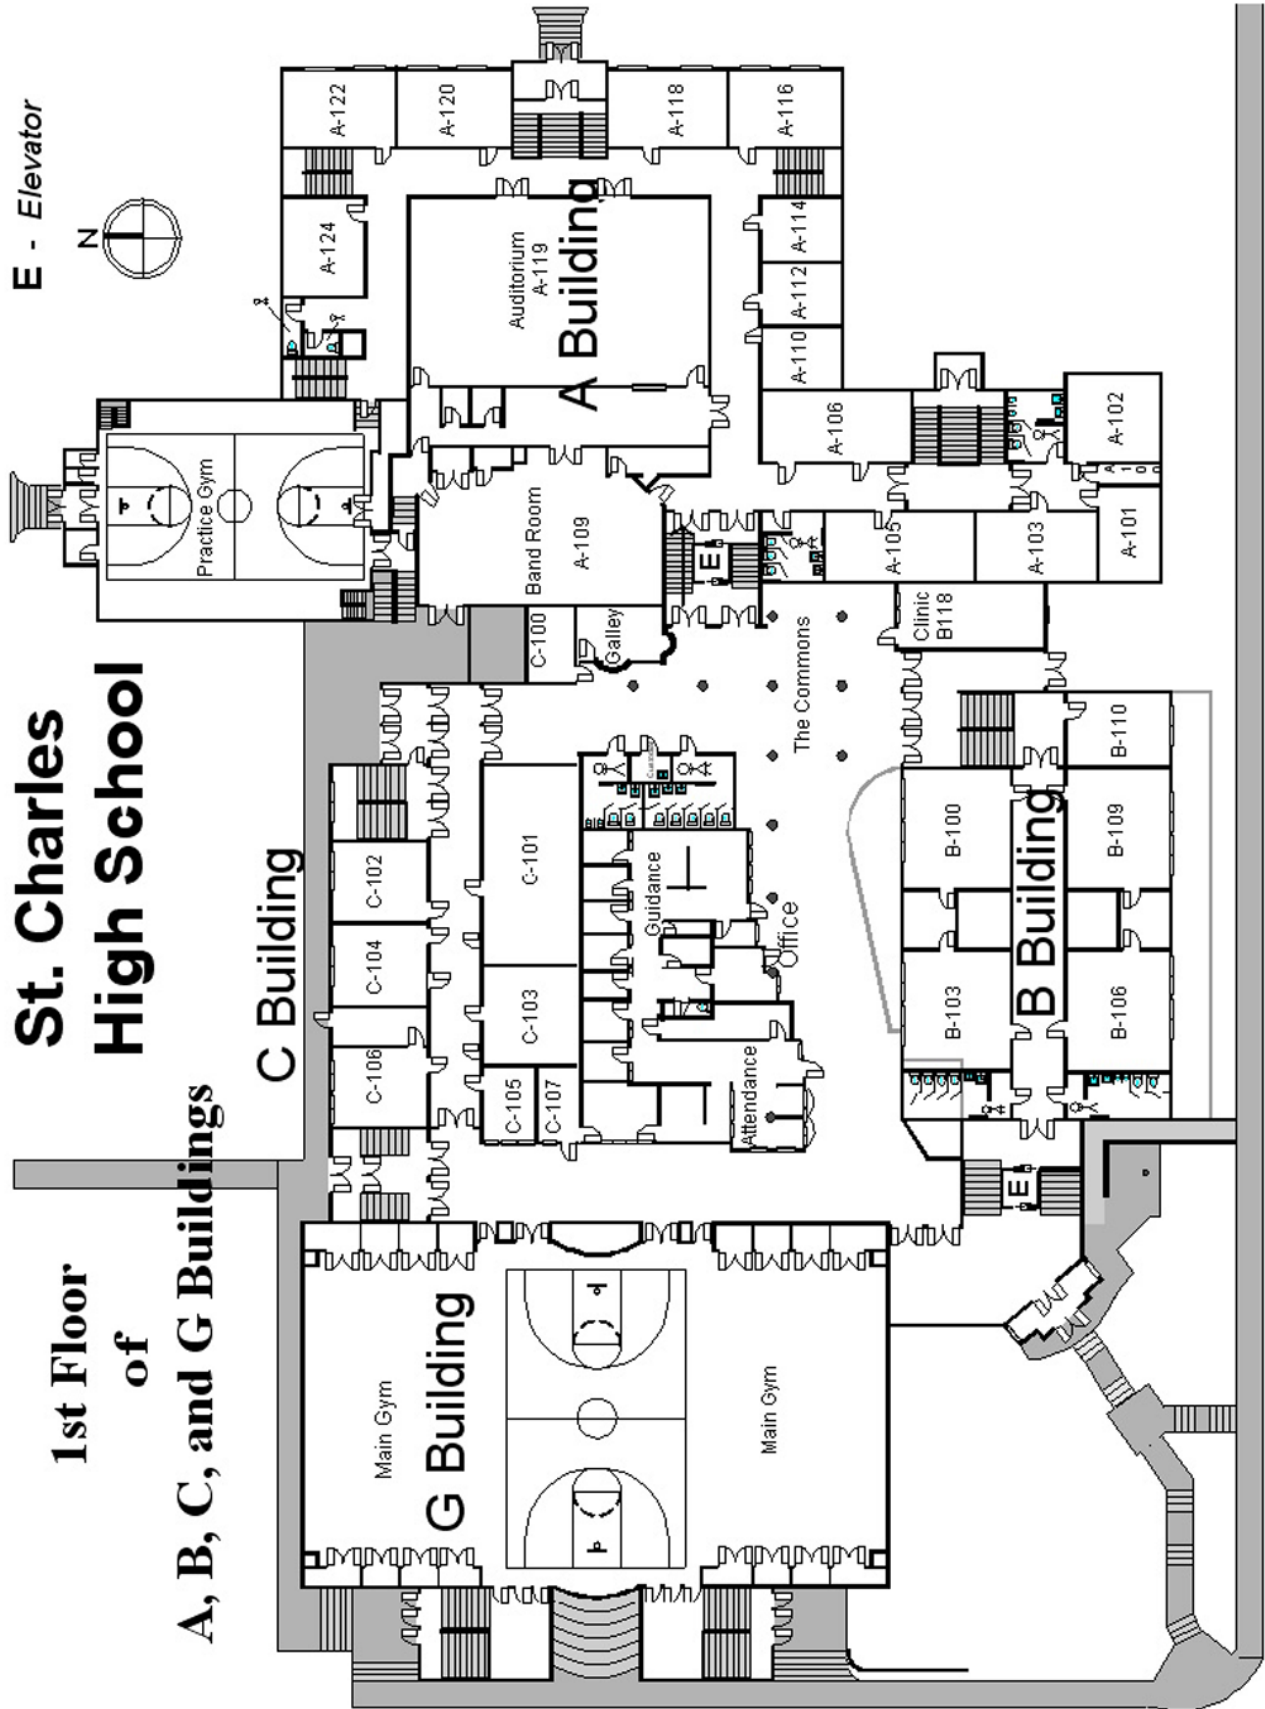 St. Charles
High School
E - Elevator
N
1st Floor
of
A, B, C, and G Buildings
C Building
Practice Gym
A-122
A-120
A-118
A-116
A-124
Auditorium
A-119
A Building
A-114
A-112
A-110
A-106
A-102
A-105
A-103
A-101
A
1
0
0
Band Room
A-109
E
C-100
Galley
The Commons
Clinic
B118
C-102
C-104
C-106
C-101
C-103
C-105
C-107
Guidance
Office
Attendance
B-110
B-100
B-109
B Building
B-103
B-106
E
Main Gym
G Building
Main Gym